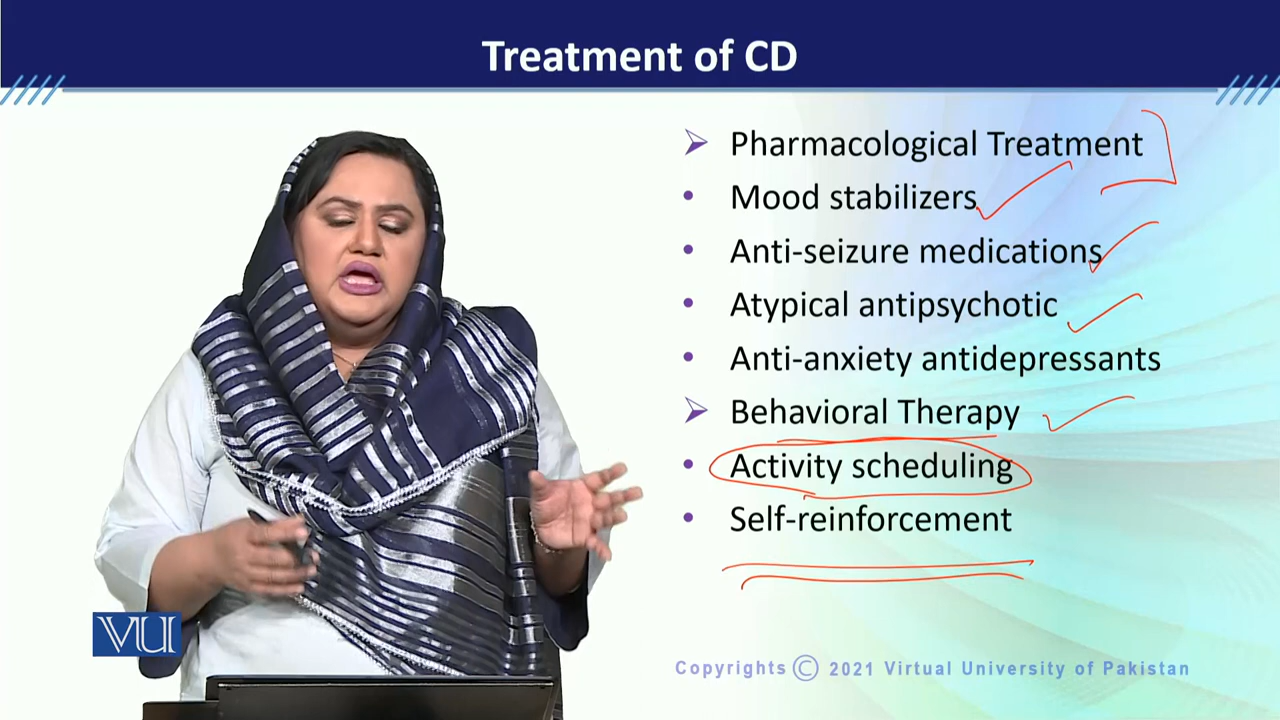 Treatment of CD
➢ Pharmacological Treatment
• Mood stabilizers
• Anti-seizure medications
• Atypical antipsychotic
• Anti-anxiety antidepressants
➢ Behavioral Therapy
• Activity scheduling
• Self-reinforcement
VU
Copyrights © 2021 Virtual University of Pakistan